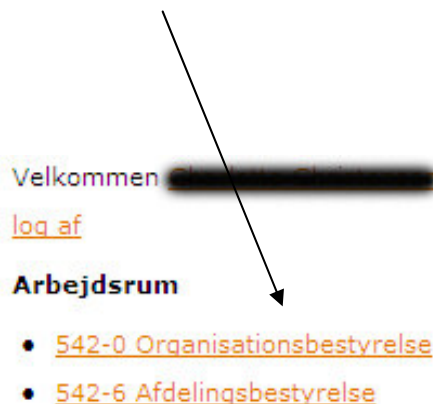 Velkommen
log af
Arbejdsrum
• 542-0 Organisationsbestyrelse
• 542-6 Afdelingsbestyrelse